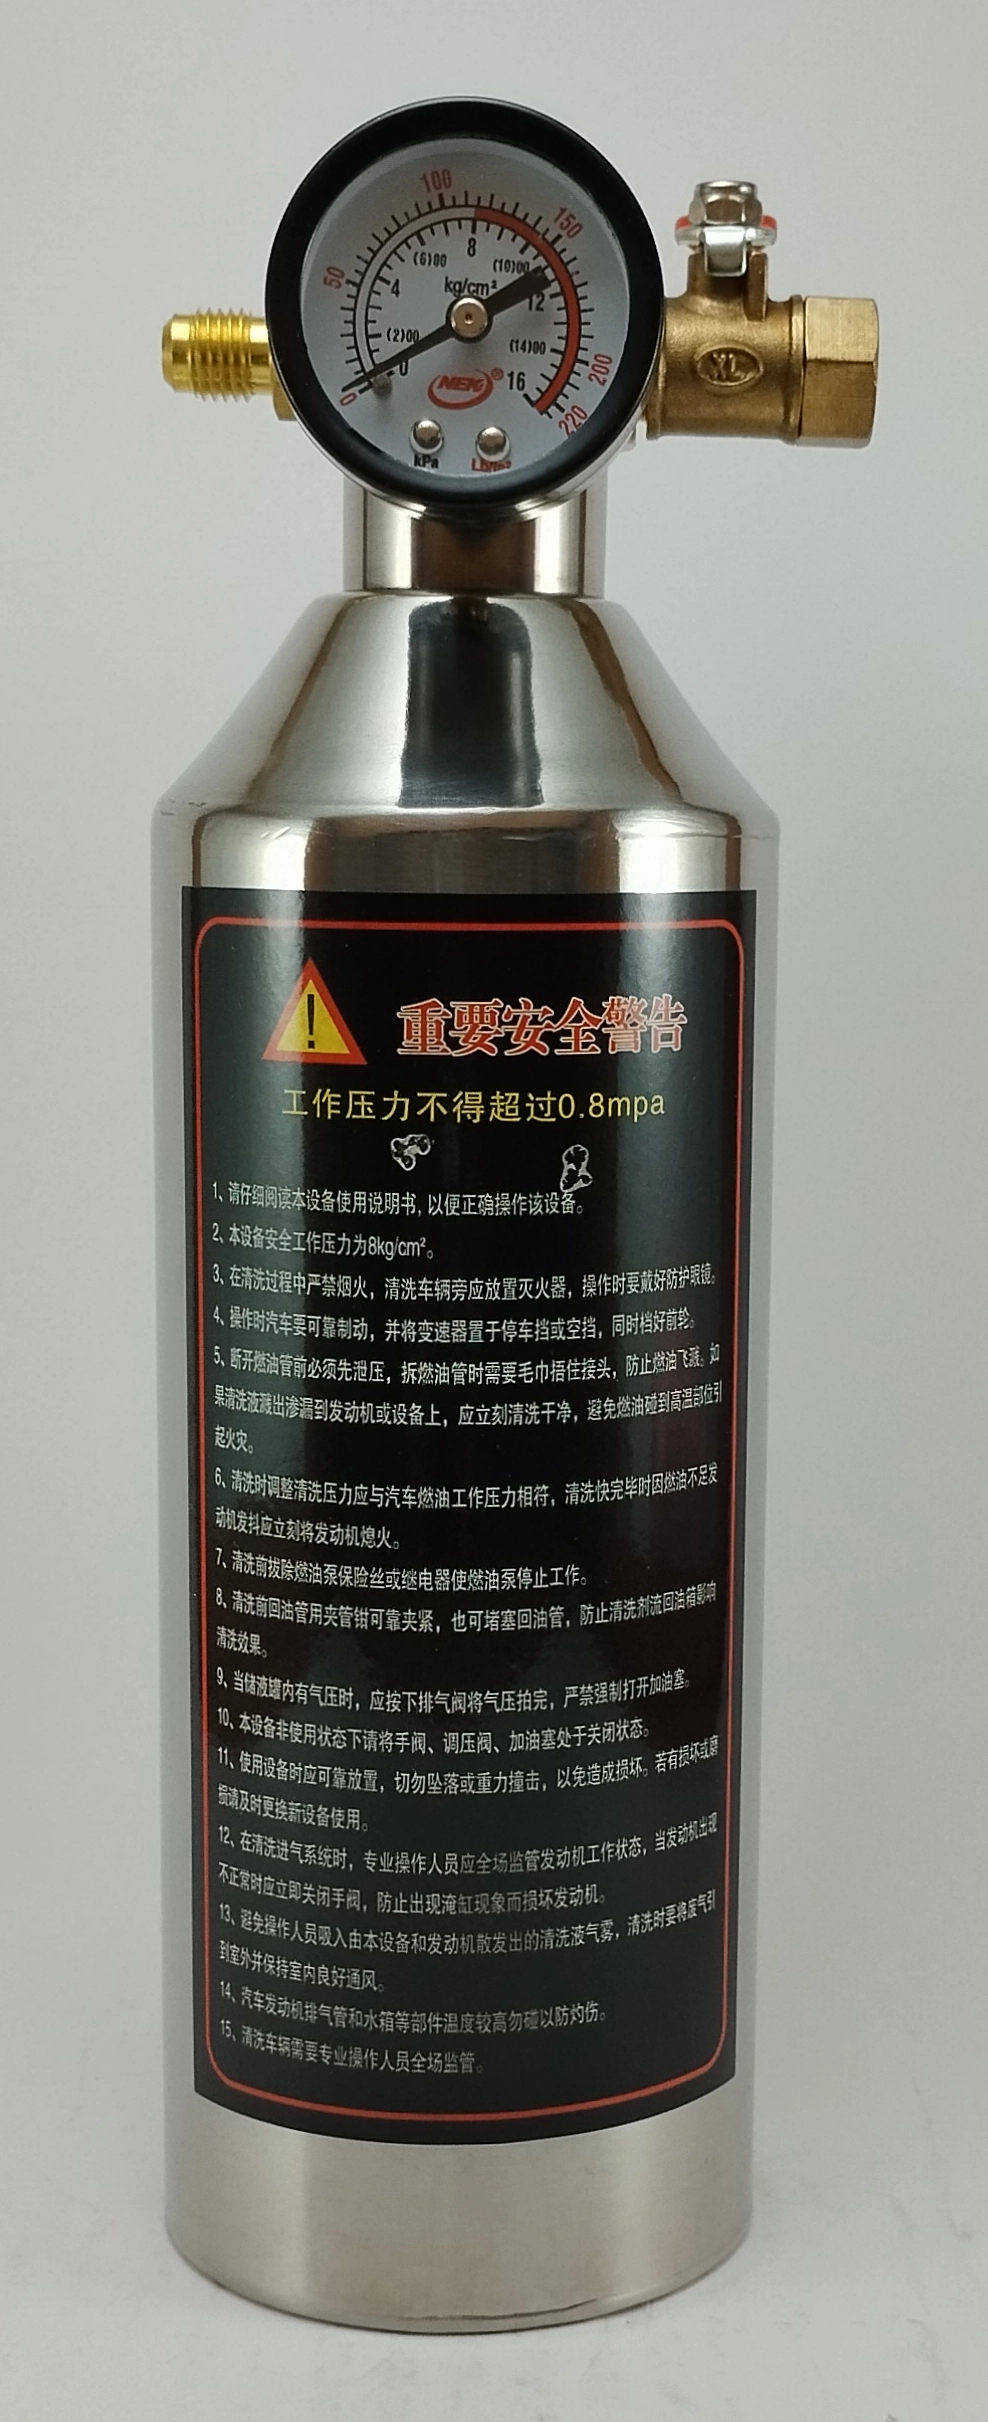 100
150
50
8
(6)00
(10)00
4
kg/cm²
12
(2)00
(14)00
200
0
0
NEK®
16
220
kPa
XL
!
重要安全警告
工作压力不得超过0.8mpa
1、请仔细阅读本设备使用说明书, 以便正确操作该设备。
2、本设备安全工作压力为8kg/cm²。
3、在清洗过程中严禁烟火，清洗车辆旁应放置灭火器，操作时要戴好防护眼镜。
4、操作时汽车要可靠制动，并将变速器置于停车挡或空挡，同时档好前轮。
5、断开燃油管前必须先泄压，拆燃油管时需要毛巾捂住接头，防止燃油飞溅。如
果清洗液溅出渗漏到发动机或设备上，应立刻清洗干净，避免燃油碰到高温部位引
起火灾。
6、清洗时调整清洗压力应与汽车燃油工作压力相符，清洗快完毕时因燃油不足发
动机发抖应立刻将发动机熄火。
7、清洗前拔除燃油泵保险丝或继电器使燃油泵停止工作。
8、清洗前回油管用夹管钳可靠夹紧，也可堵塞回油管，防止清洗剂流回油箱影响
清洗效果。
9、当储液罐内有气压时，应按下排气阀将气压拍完，严禁强制打开加油塞。
10、本设备非使用状态下请将手阀、调压阀、加油塞处于关闭状态。
11、使用设备时应可靠放置，切勿坠落或重力撞击，以免造成损坏。若有损坏或磨
损请及时更换新设备使用。
12、在清洗进气系统时，专业操作人员应全场监管发动机工作状态，当发动机出现
不正常时应立即关闭手阀，防止出现淹缸现象而损坏发动机。
13、避免操作人员吸入由本设备和发动机散发出的清洗液气雾，清洗时要将废气引
到室外并保持室内良好通风。
14、汽车发动机排气管和水箱等部件温度较高勿碰以防灼伤。
15、清洗车辆需要专业操作人员全场监管。